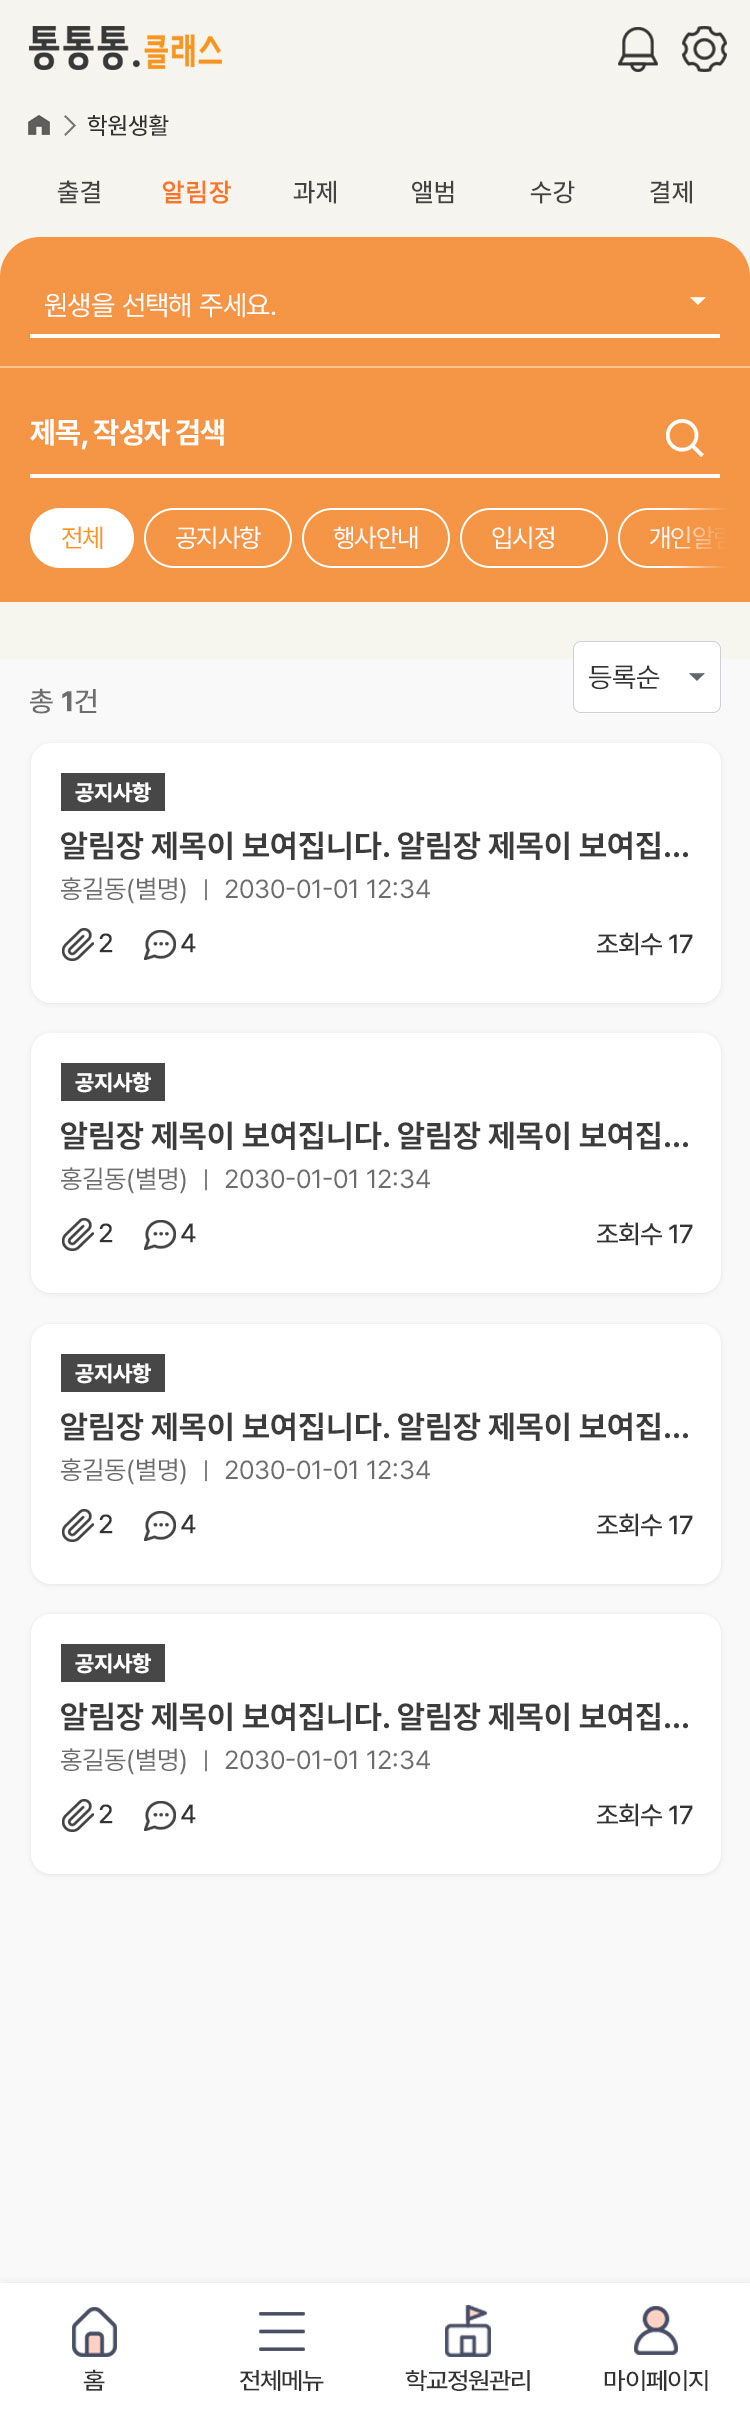 통통통.클래스
학원생활
출결 알림장 과제 앨범 수강 결제
원생을 선택해 주세요.
제목, 작성자 검색
전체 공지사항 행사안내 입시정 개인알림
등록순
총 1건
공지사항
알림장 제목이 보여집니다. 알림장 제목이 보여집...
홍길동(별명) | 2030-01-01 12:34
2 4 조회수 17
공지사항
알림장 제목이 보여집니다. 알림장 제목이 보여집...
홍길동(별명) | 2030-01-01 12:34
2 4 조회수 17
공지사항
알림장 제목이 보여집니다. 알림장 제목이 보여집...
홍길동(별명) | 2030-01-01 12:34
2 4 조회수 17
공지사항
알림장 제목이 보여집니다. 알림장 제목이 보여집...
홍길동(별명) | 2030-01-01 12:34
2 4 조회수 17
홈 전체메뉴 학교정원관리 마이페이지